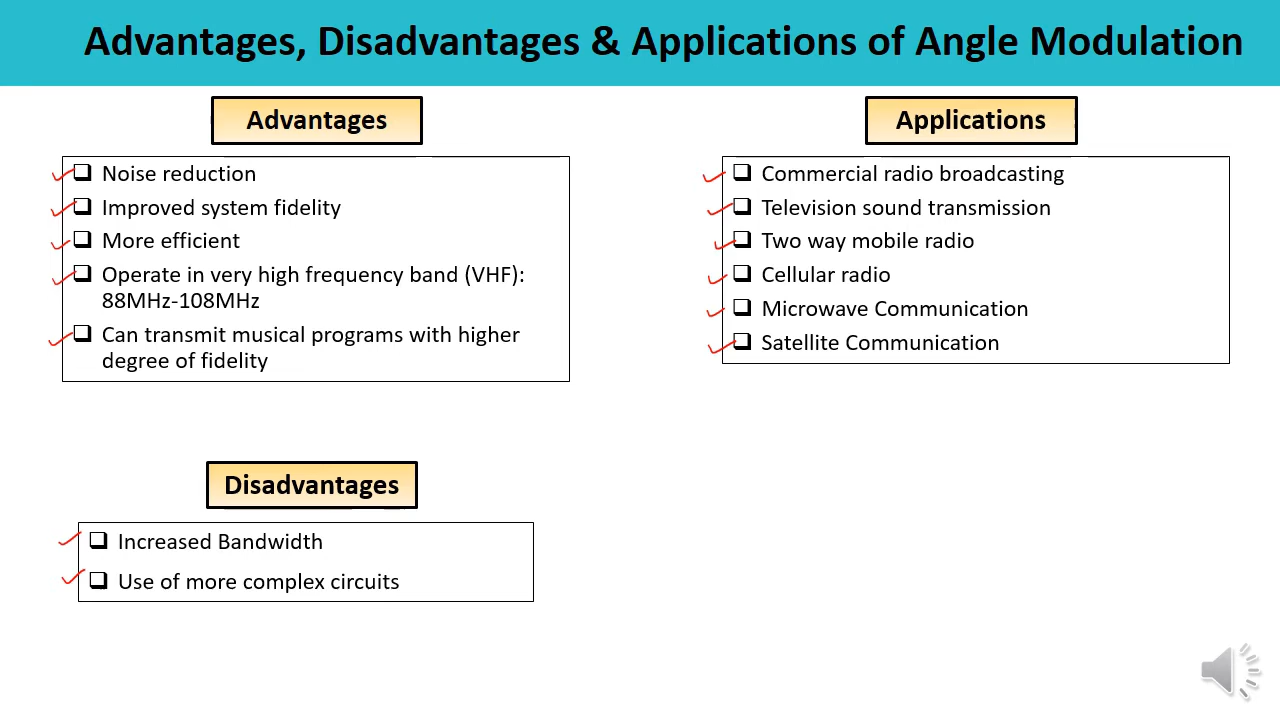 Advantages, Disadvantages & Applications of Angle Modulation
Advantages
Noise reduction
Improved system fidelity
More efficient
Operate in very high frequency band (VHF):
88MHz-108MHz
Can transmit musical programs with higher
degree of fidelity
Applications
Commercial radio broadcasting
Television sound transmission
Two way mobile radio
Cellular radio
Microwave Communication
Satellite Communication
Disadvantages
Increased Bandwidth
Use of more complex circuits